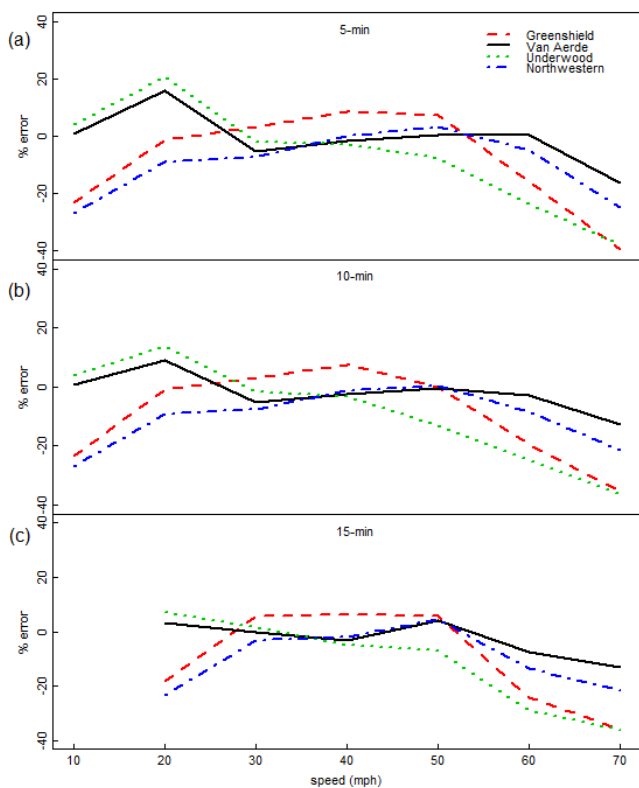 (a)
5-min
Greenshield
Van Aerde
Underwood
Northwestern
% error
40
20
0
-20
-40
(b)
10-min
% error
40
20
0
-20
-40
(c)
15-min
% error
40
20
0
-20
-40
10 20 30 40 50 60 70
speed (mph)